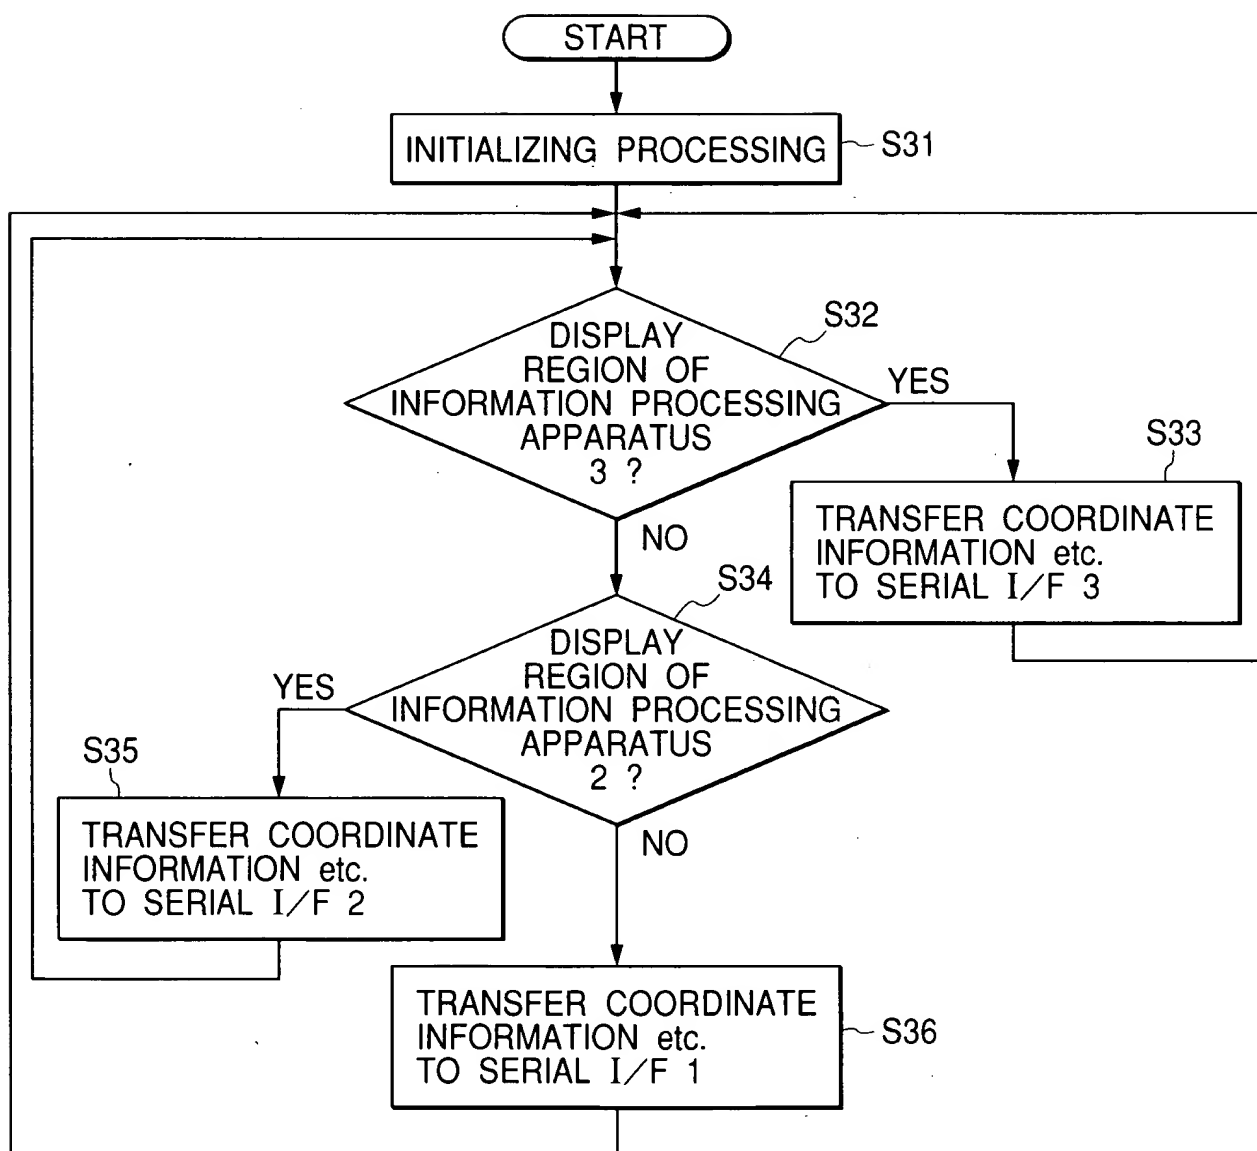 START
INITIALIZING PROCESSING
S31
S32
DISPLAY
REGION OF
INFORMATION PROCESSING
APPARATUS
3 ?
YES
S33
TRANSFER COORDINATE
INFORMATION etc.
TO SERIAL I/F 3
NO
S34
DISPLAY
REGION OF
INFORMATION PROCESSING
APPARATUS
2 ?
YES
S35
TRANSFER COORDINATE
INFORMATION etc.
TO SERIAL I/F 2
NO
TRANSFER COORDINATE
INFORMATION etc.
TO SERIAL I/F 1
S36